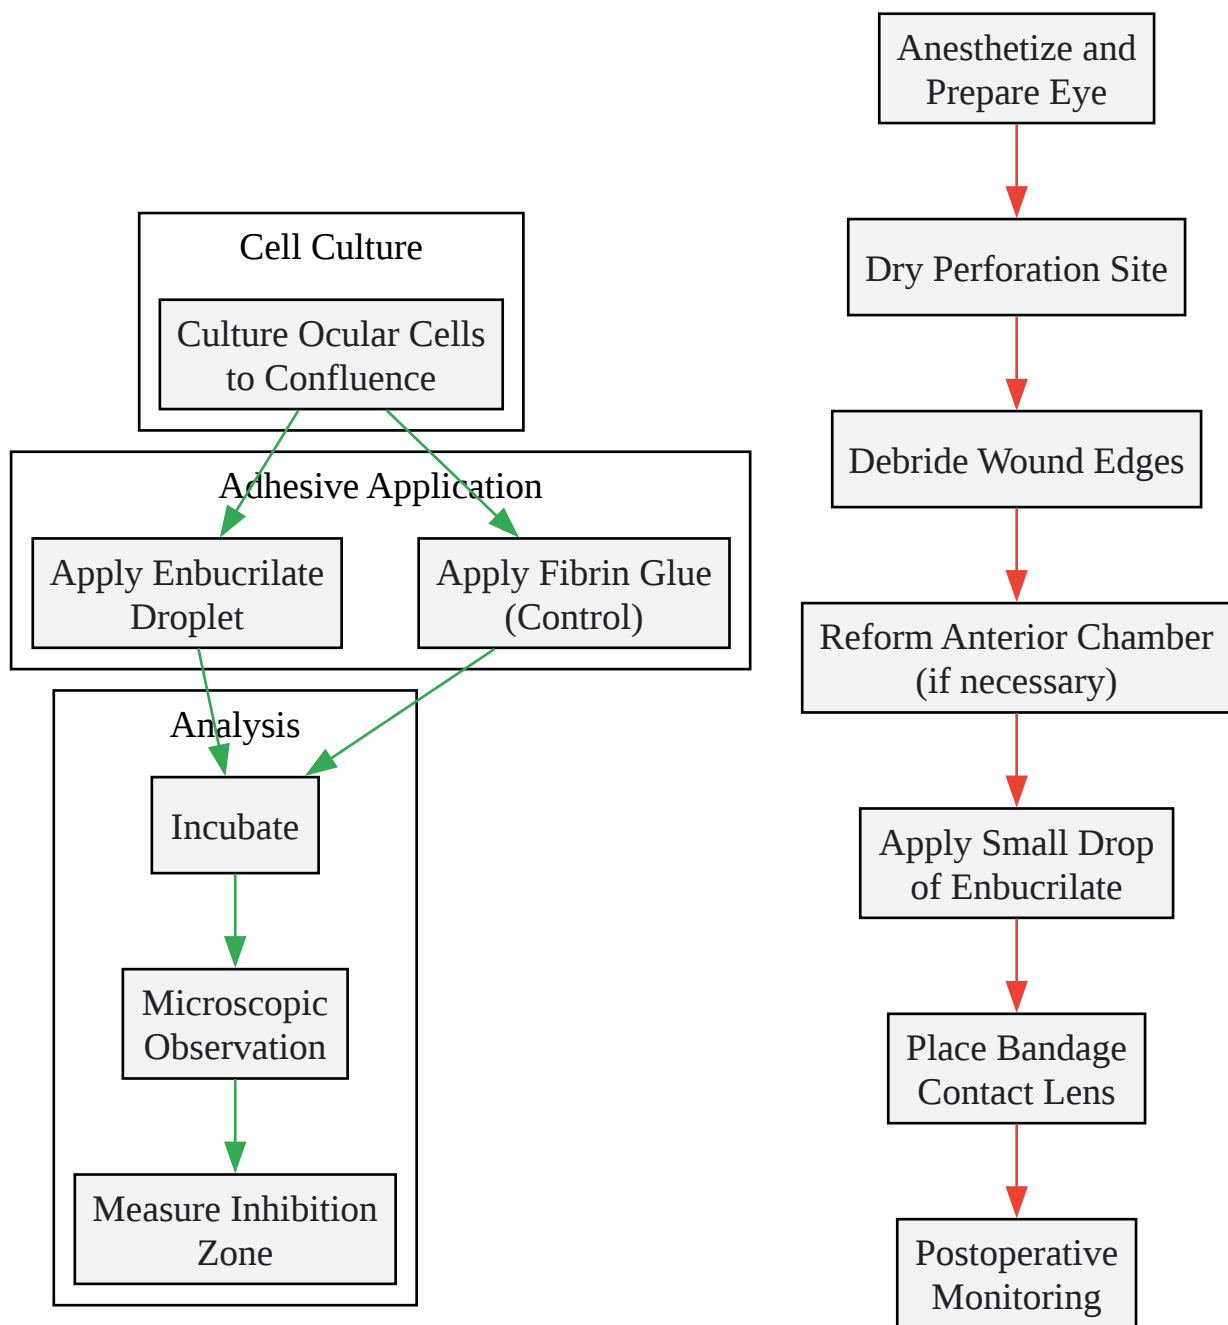 Cell Culture
Culture Ocular Cells
to Confluence
Adhesive Application
Apply Enbucrilate
Droplet
Apply Fibrin Glue
(Control)
Analysis
Incubate
Microscopic
Observation
Measure Inhibition
Zone
Anesthetize and
Prepare Eye
Dry Perforation Site
Debride Wound Edges
Reform Anterior Chamber
(if necessary)
Apply Small Drop
of Enbucrilate
Place Bandage
Contact Lens
Postoperative
Monitoring